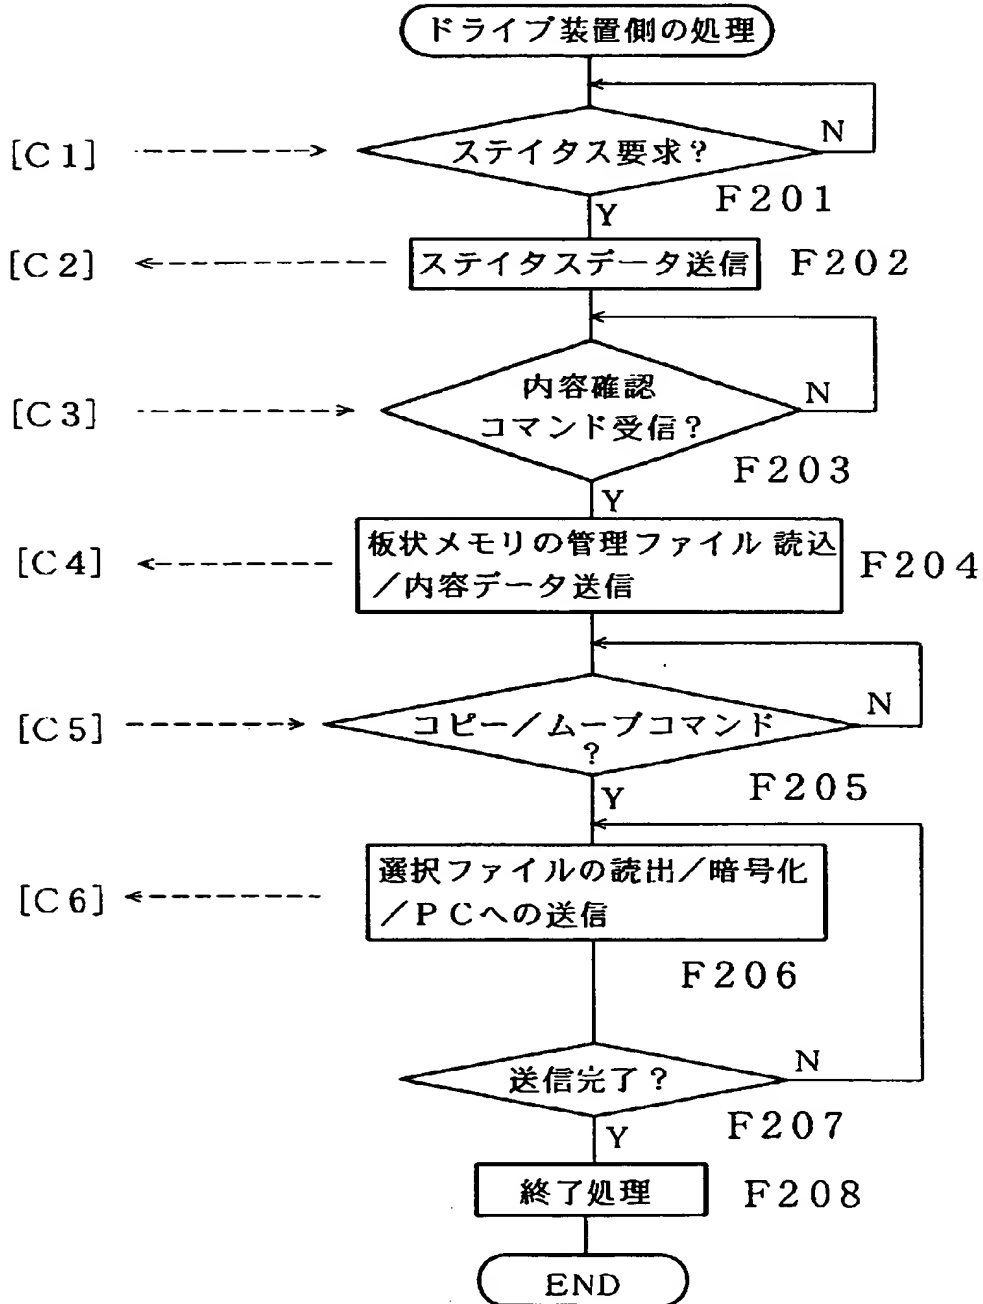 ドライブ装置側の処理
N
[C1]
ステイタス要求?
F201
Y
[C2]
ステイタスデータ送信
F202
[C3]
内容確認
コマンド受信?
N
F203
Y
[C4]
板状メモリの管理ファイル読込
/内容データ送信
F204
[C5]
コピー/ムーブコマンド
?
N
F205
Y
[C6]
選択ファイルの読出/暗号化
/PCへの送信
F206
送信完了?
N
F207
Y
終了処理
F208
END